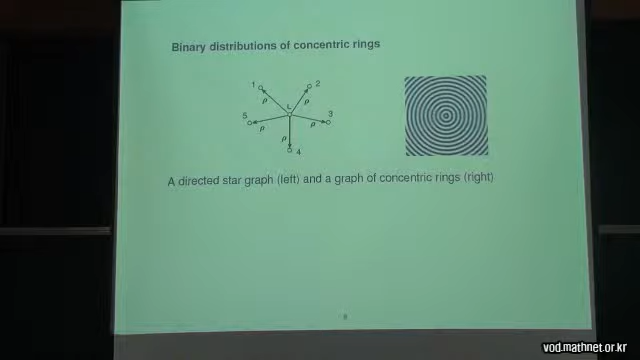 Binary distributions of concentric rings
1
2
L
ρ
ρ
5
3
ρ
ρ
ρ
4
A directed star graph (left) and a graph of concentric rings (right)
vod.mathnet.or.kr